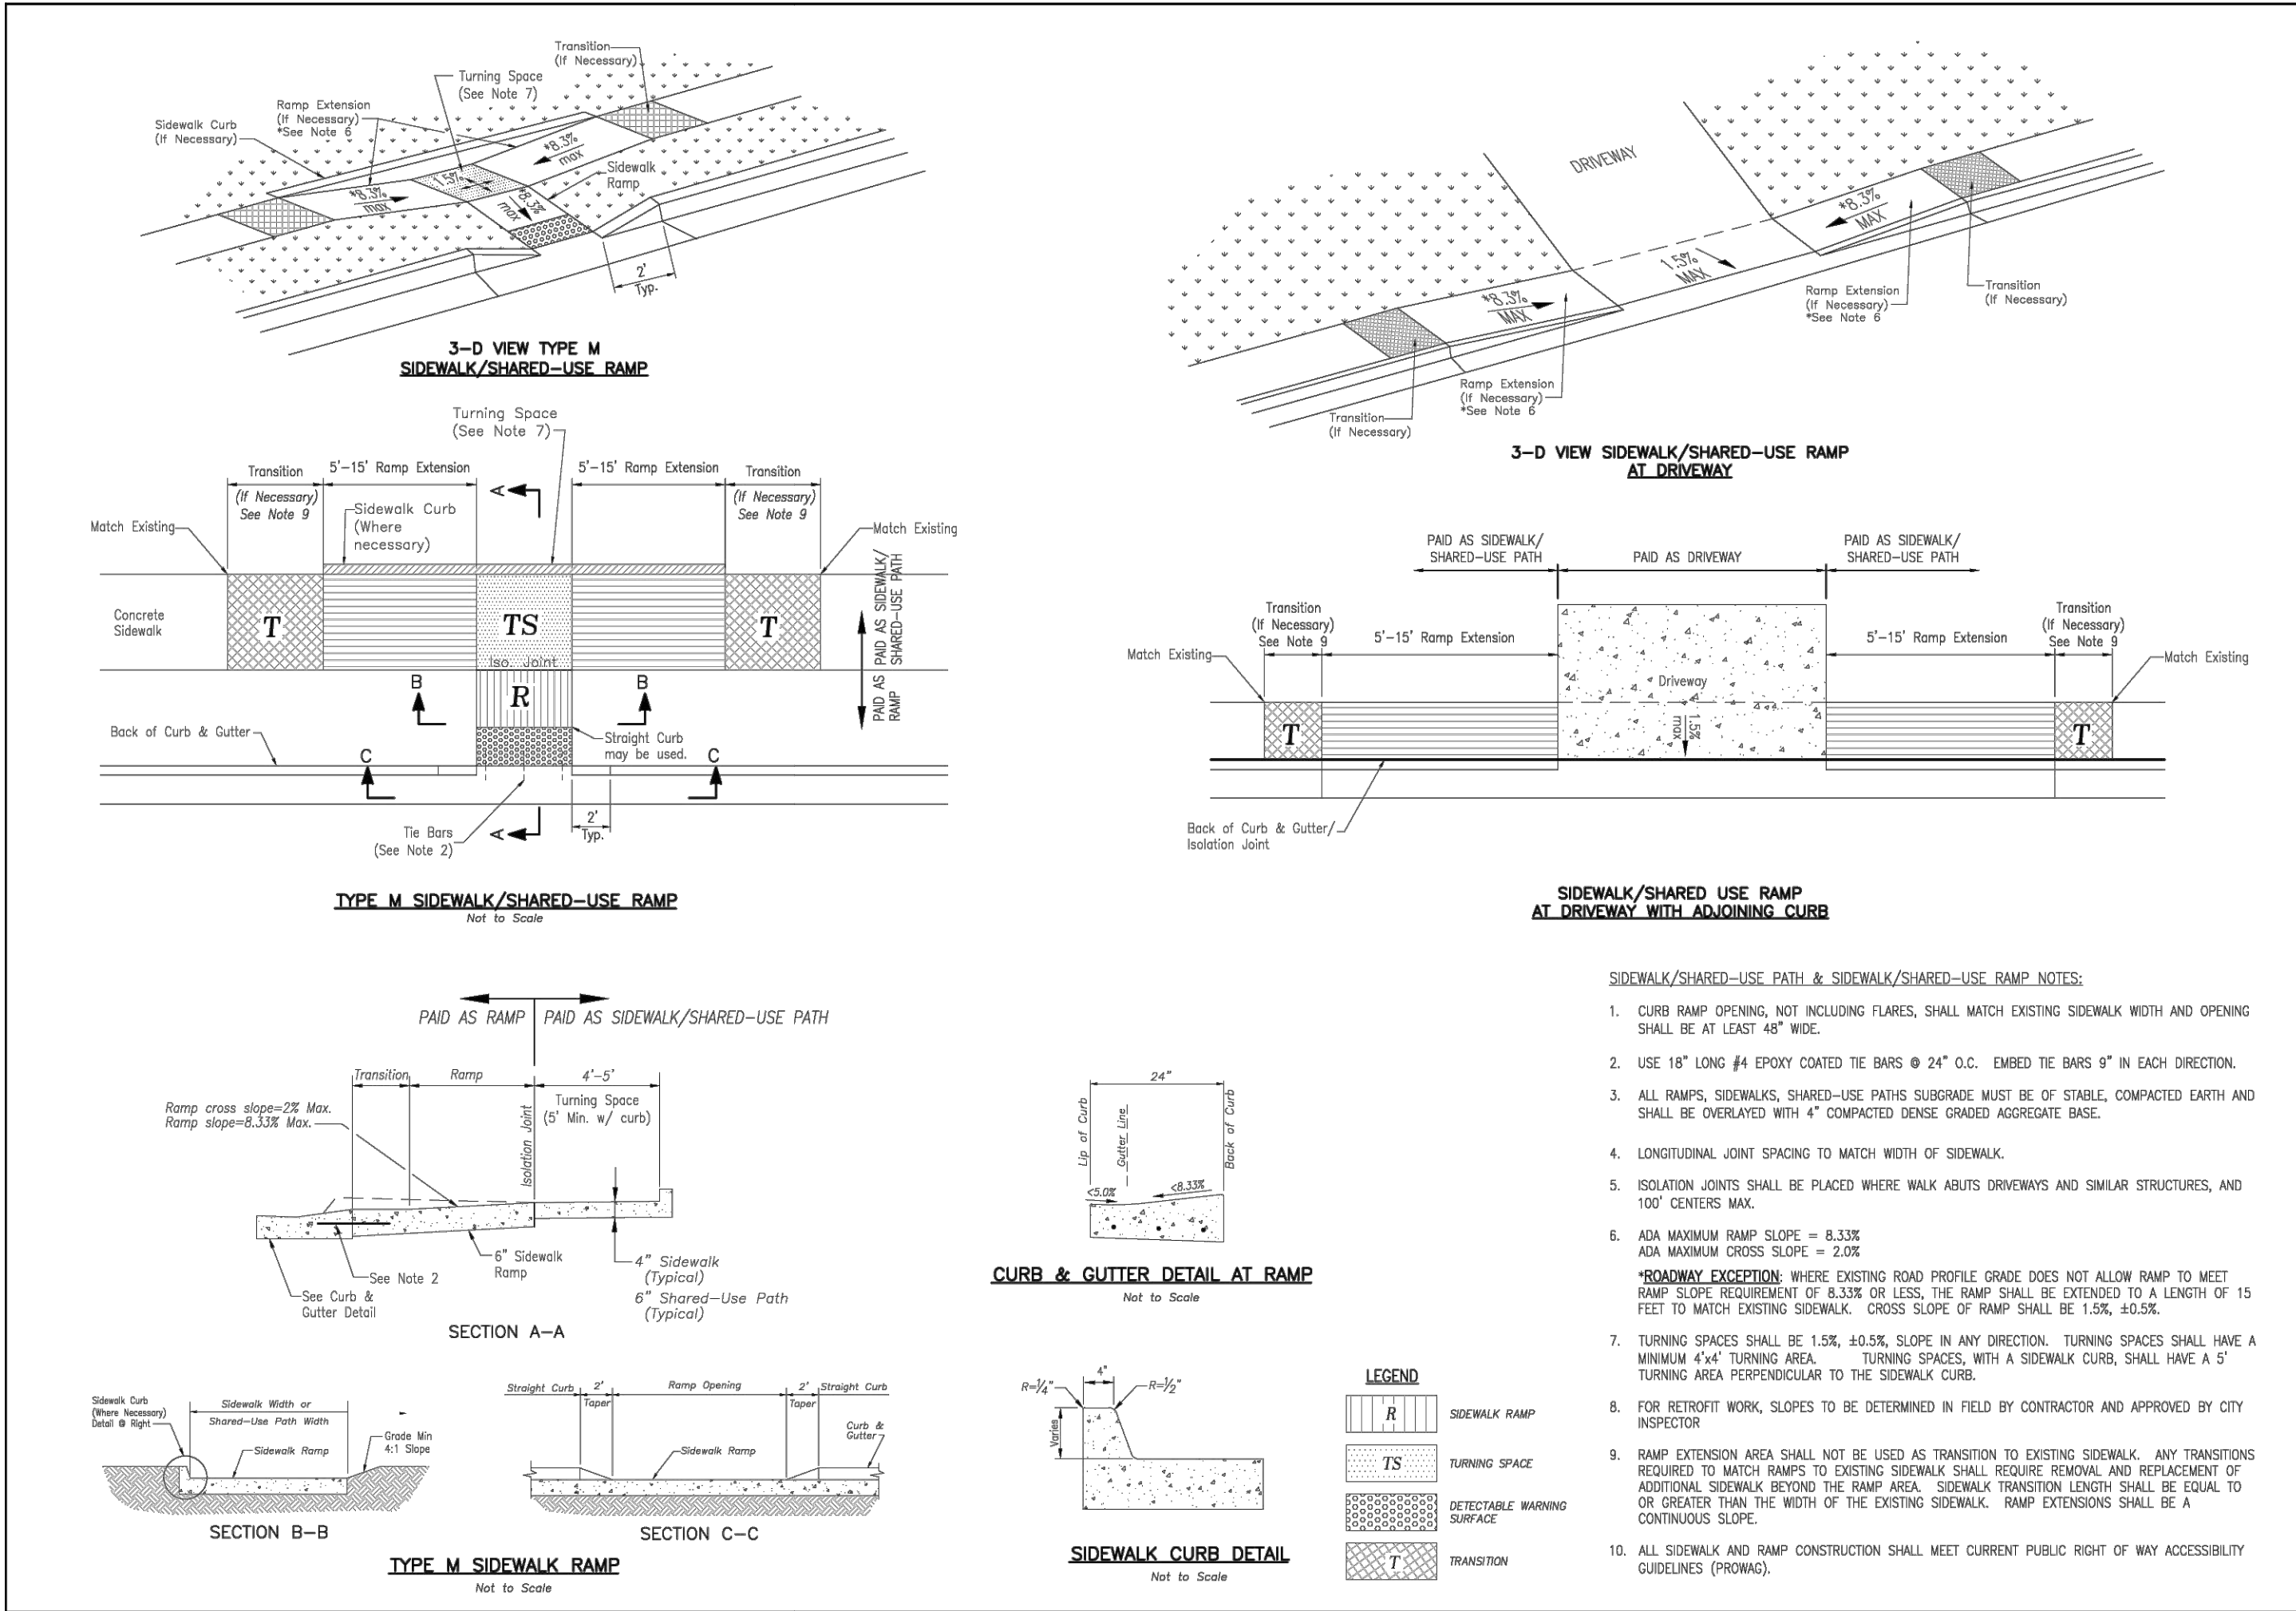 Transition
(If Necessary)
Turning Space
(See Note 7)
Ramp Extension
(If Necessary)
*See Note 6
Sidewalk Curb
(If Necessary)
*8.3%
max
1.5%
*8.3%
max
*8.3%
max
Sidewalk
Ramp
2'
Typ.
3-D VIEW TYPE M
SIDEWALK/SHARED-USE RAMP
DRIVEWAY
*8.3%
MAX
1.5%
MAX
*8.3%
MAX
Ramp Extension
(If Necessary)
*See Note 6
Transition
(If Necessary)
Ramp Extension
(If Necessary)
*See Note 6
Transition
(If Necessary)
3-D VIEW SIDEWALK/SHARED-USE RAMP
AT DRIVEWAY
Turning Space
(See Note 7)
Transition
(If Necessary)
See Note 9
5'-15' Ramp Extension
A
5'-15' Ramp Extension
Transition
(If Necessary)
See Note 9
Match Existing
Sidewalk Curb
(Where
necessary)
Match Existing
Concrete
Sidewalk
T
TS
T
Iso. Joint
PAID AS SIDEWALK/
SHARED-USE PATH
PAID AS
RAMP
B
R
B
Back of Curb & Gutter
Straight Curb
may be used.
C
C
Tie Bars
(See Note 2)
A
2'
Typ.
TYPE M SIDEWALK/SHARED-USE RAMP
Not to Scale
PAID AS SIDEWALK/
SHARED-USE PATH
PAID AS DRIVEWAY
PAID AS SIDEWALK/
SHARED-USE PATH
Transition
(If Necessary)
See Note 9
5'-15' Ramp Extension
5'-15' Ramp Extension
Transition
(If Necessary)
See Note 9
Match Existing
Driveway
Match Existing
T
1.5%
max
T
Back of Curb & Gutter/
Isolation Joint
SIDEWALK/SHARED USE RAMP
AT DRIVEWAY WITH ADJOINING CURB
PAID AS RAMP
PAID AS SIDEWALK/SHARED-USE PATH
Transition
Ramp
4'-5'
Turning Space
(5' Min. w/ curb)
Ramp cross slope=2% Max.
Ramp slope=8.33% Max.
Isolation Joint
See Note 2
6" Sidewalk
Ramp
4" Sidewalk
(Typical)
6" Shared-Use Path
(Typical)
See Curb &
Gutter Detail
SECTION A-A
24"
Lip of Curb
Gutter Line
Back of Curb
<5.0%
<8.33%
CURB & GUTTER DETAIL AT RAMP
Not to Scale
Sidewalk Curb
(Where Necessary)
Detail @ Right
Sidewalk Width or
Shared-Use Path Width
Sidewalk Ramp
Grade Min
4:1 Slope
SECTION B-B
Straight Curb
2'
Taper
Ramp Opening
2'
Taper
Straight Curb
Curb &
Gutter
Sidewalk Ramp
SECTION C-C
TYPE M SIDEWALK RAMP
Not to Scale
4"
R=1/4"
R=1/2"
Varies
SIDEWALK CURB DETAIL
Not to Scale
LEGEND
R
SIDEWALK RAMP
TS
TURNING SPACE
DETECTABLE WARNING
SURFACE
T
TRANSITION
SIDEWALK/SHARED-USE PATH & SIDEWALK/SHARED-USE RAMP NOTES:
1. CURB RAMP OPENING, NOT INCLUDING FLARES, SHALL MATCH EXISTING SIDEWALK WIDTH AND OPENING
SHALL BE AT LEAST 48" WIDE.
2. USE 18" LONG #4 EPOXY COATED TIE BARS @ 24" O.C. EMBED TIE BARS 9" IN EACH DIRECTION.
3. ALL RAMPS, SIDEWALKS, SHARED-USE PATHS SUBGRADE MUST BE OF STABLE, COMPACTED EARTH AND
SHALL BE OVERLAYED WITH 4" COMPACTED DENSE GRADED AGGREGATE BASE.
4. LONGITUDINAL JOINT SPACING TO MATCH WIDTH OF SIDEWALK.
5. ISOLATION JOINTS SHALL BE PLACED WHERE WALK ABUTS DRIVEWAYS AND SIMILAR STRUCTURES, AND
100' CENTERS MAX.
6. ADA MAXIMUM RAMP SLOPE = 8.33%
ADA MAXIMUM CROSS SLOPE = 2.0%
*ROADWAY EXCEPTION: WHERE EXISTING ROAD PROFILE GRADE DOES NOT ALLOW RAMP TO MEET
RAMP SLOPE REQUIREMENT OF 8.33% OR LESS, THE RAMP SHALL BE EXTENDED TO A LENGTH OF 15
FEET TO MATCH EXISTING SIDEWALK. CROSS SLOPE OF RAMP SHALL BE 1.5%, ±0.5%.
7. TURNING SPACES SHALL BE 1.5%, ±0.5%, SLOPE IN ANY DIRECTION. TURNING SPACES SHALL HAVE A
MINIMUM 4'x4' TURNING AREA. TURNING SPACES, WITH A SIDEWALK CURB, SHALL HAVE A 5'
TURNING AREA PERPENDICULAR TO THE SIDEWALK CURB.
8. FOR RETROFIT WORK, SLOPES TO BE DETERMINED IN FIELD BY CONTRACTOR AND APPROVED BY CITY
INSPECTOR
9. RAMP EXTENSION AREA SHALL NOT BE USED AS TRANSITION TO EXISTING SIDEWALK. ANY TRANSITIONS
REQUIRED TO MATCH RAMPS TO EXISTING SIDEWALK SHALL REQUIRE REMOVAL AND REPLACEMENT OF
ADDITIONAL SIDEWALK BEYOND THE RAMP AREA. SIDEWALK TRANSITION LENGTH SHALL BE EQUAL TO
OR GREATER THAN THE WIDTH OF THE EXISTING SIDEWALK. RAMP EXTENSIONS SHALL BE A
CONTINUOUS SLOPE.
10. ALL SIDEWALK AND RAMP CONSTRUCTION SHALL MEET CURRENT PUBLIC RIGHT OF WAY ACCESSIBILITY
GUIDELINES (PROWAG).